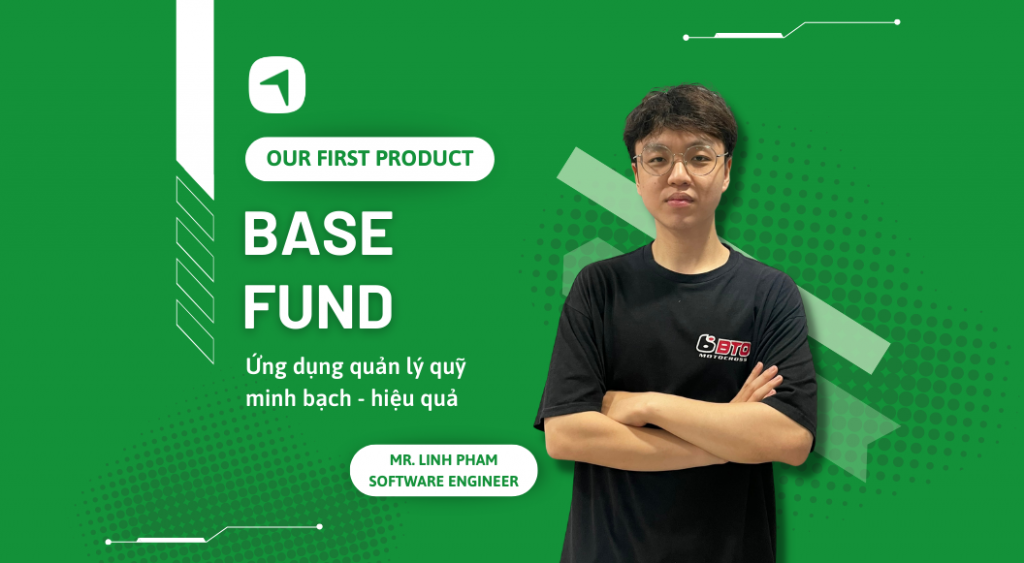 OUR FIRST PRODUCT
BASE
FUND
Ứng dụng quản lý quỹ
minh bạch - hiệu quả
MR. LINH PHAM
SOFTWARE ENGINEER
BTO
MOTOCROSS